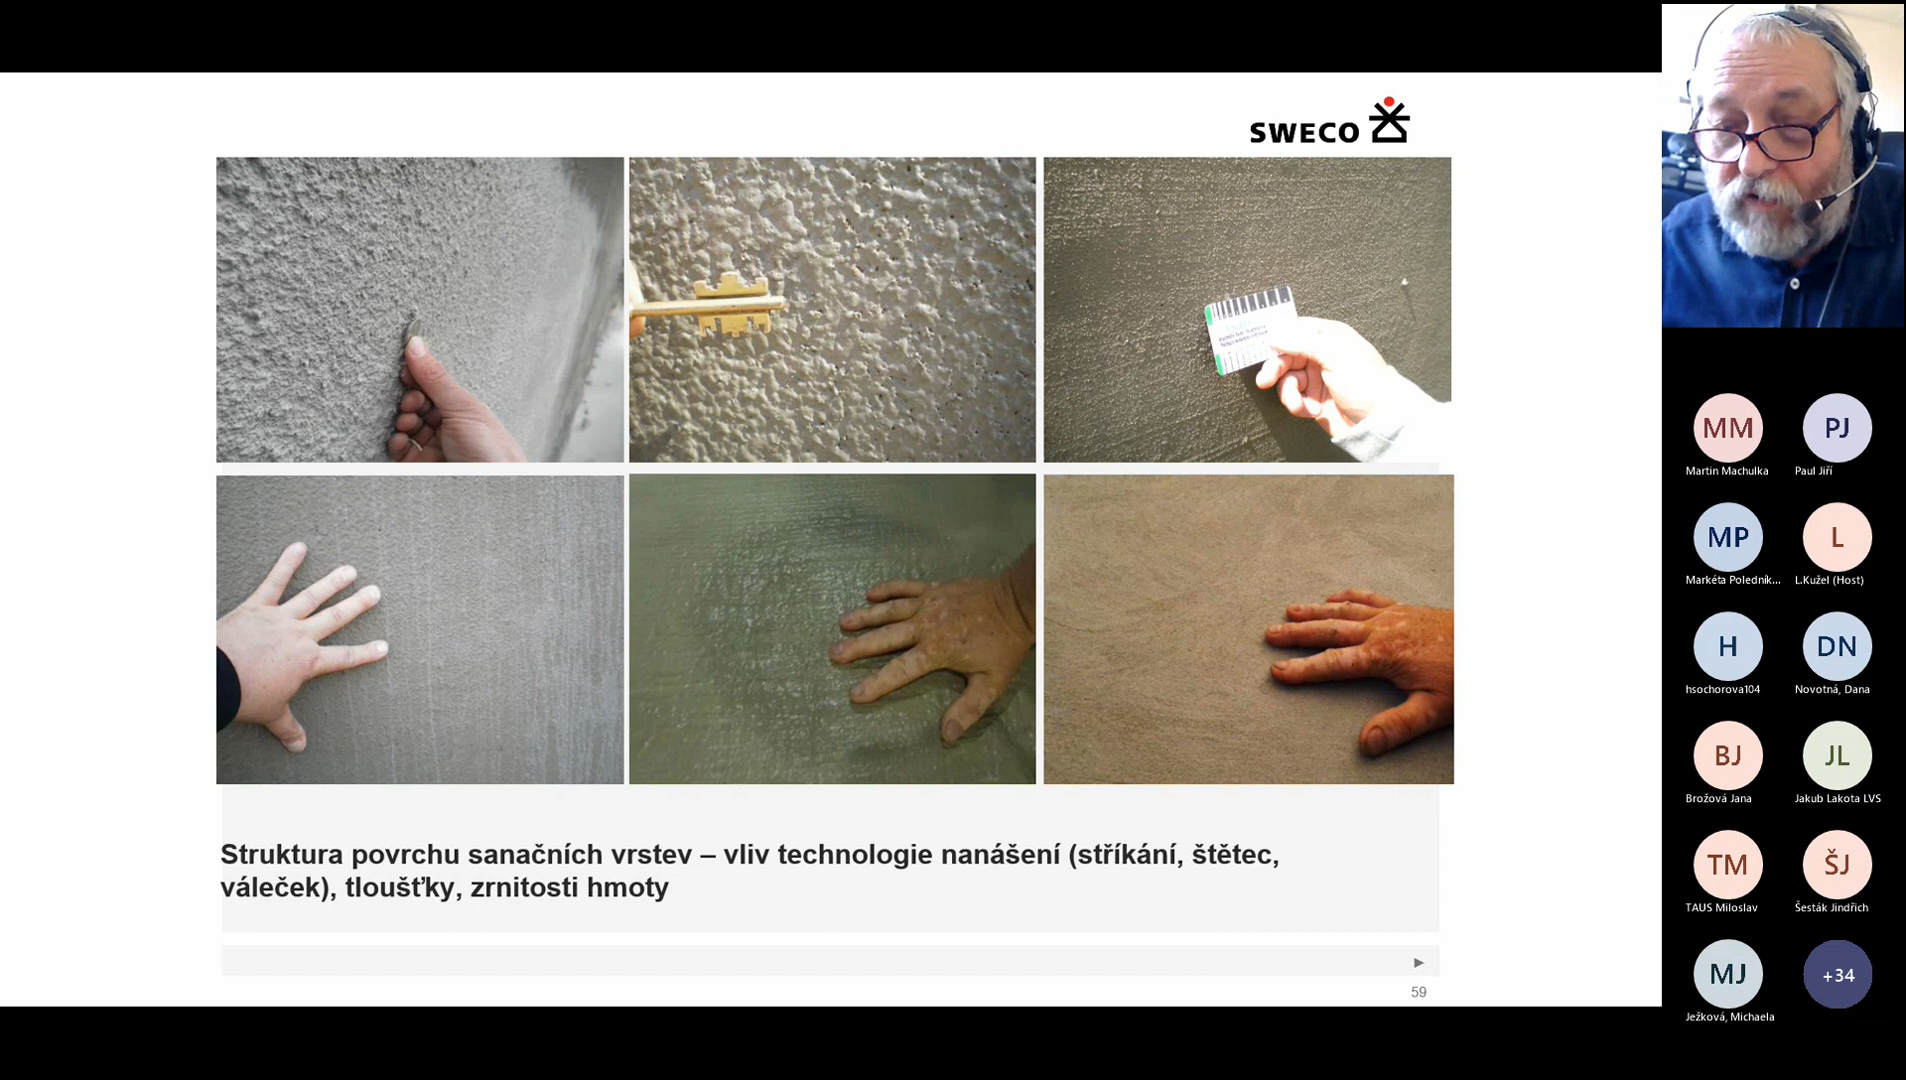 SWECO
Struktura povrchu sanačních vrstev – vliv technologie nanášení (stříkání, štětec,
váleček), tloušťky, zrnitosti hmoty
59
MM
PJ
Martin Machulka
Paul Jiří
MP
L
Markéta Poledník...
L.Kužel (Host)
H
DN
hsochorova104
Novotná, Dana
BJ
JL
Brožová Jana
Jakub Lakota LVS
TM
ŠJ
TAUS Miloslav
Šesták Jindřich
MJ
+34
Ježková, Michaela